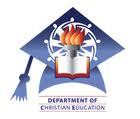 DEPARTMENT OF
CHRISTIAN EDUCATION